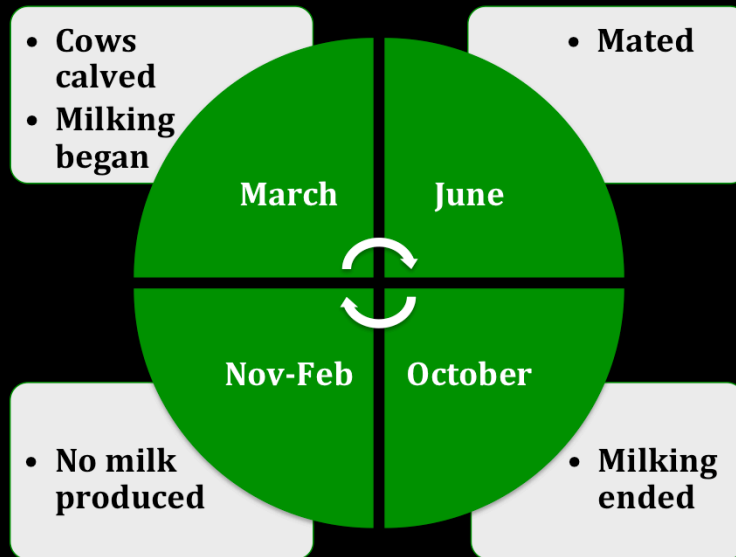 • Cows
calved
• Milking
began
• Mated
March
June
Nov-Feb
October
• No milk
produced
• Milking
ended